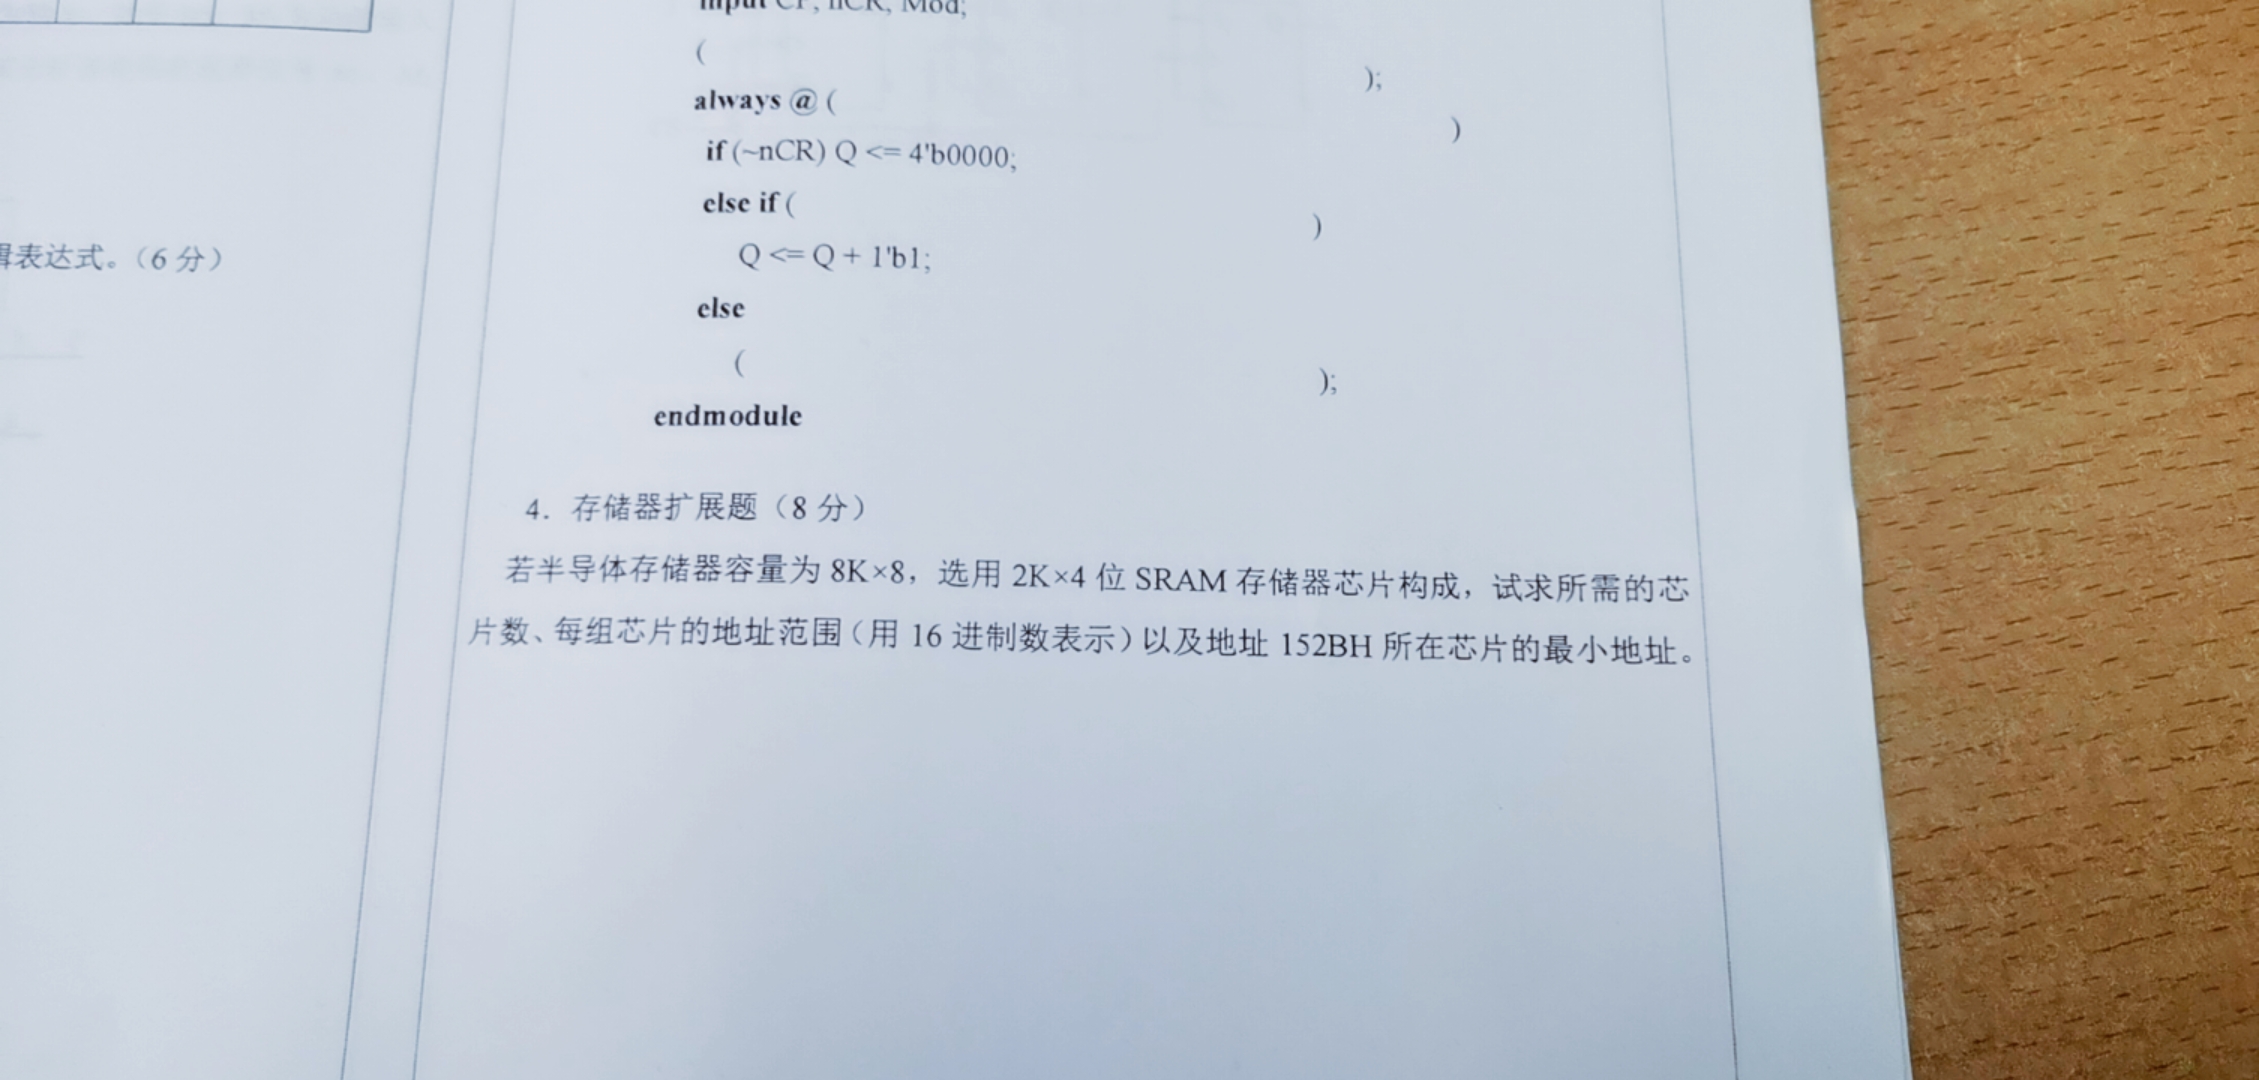 表达式。（6 分）
input CP, nCR, Mod;
(                    );
always @ (                    )
if (~nCR) Q <= 4'b0000;
else if (                    )
Q <= Q + 1'b1;
else
(                    );
endmodule
4. 存储器扩展题（8 分）
若半导体存储器容量为 8K×8，选用 2K×4 位 SRAM 存储器芯片构成，试求所需的芯
片数、每组芯片的地址范围（用 16 进制数表示）以及地址 152BH 所在芯片的最小地址。